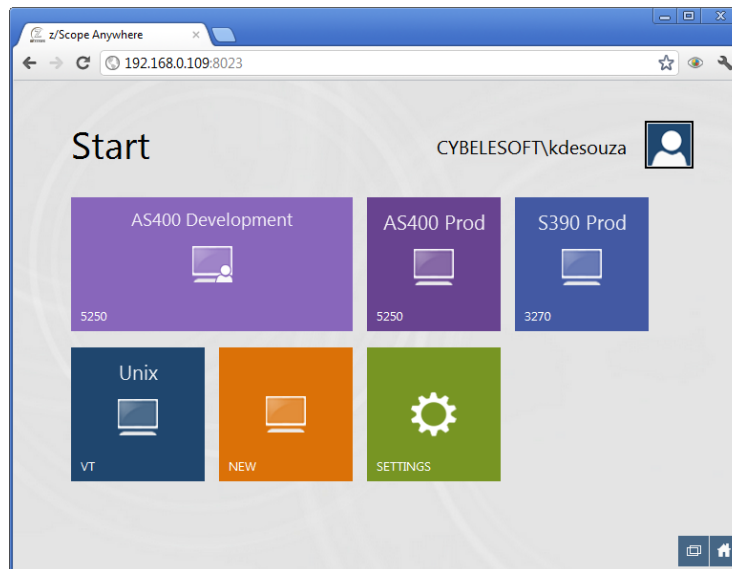 z/Scope Anywhere
192.168.0.109:8023
Start
CYBELESOFT\kdesouza
AS400 Development
5250
AS400 Prod
5250
S390 Prod
3270
Unix
VT
NEW
SETTINGS